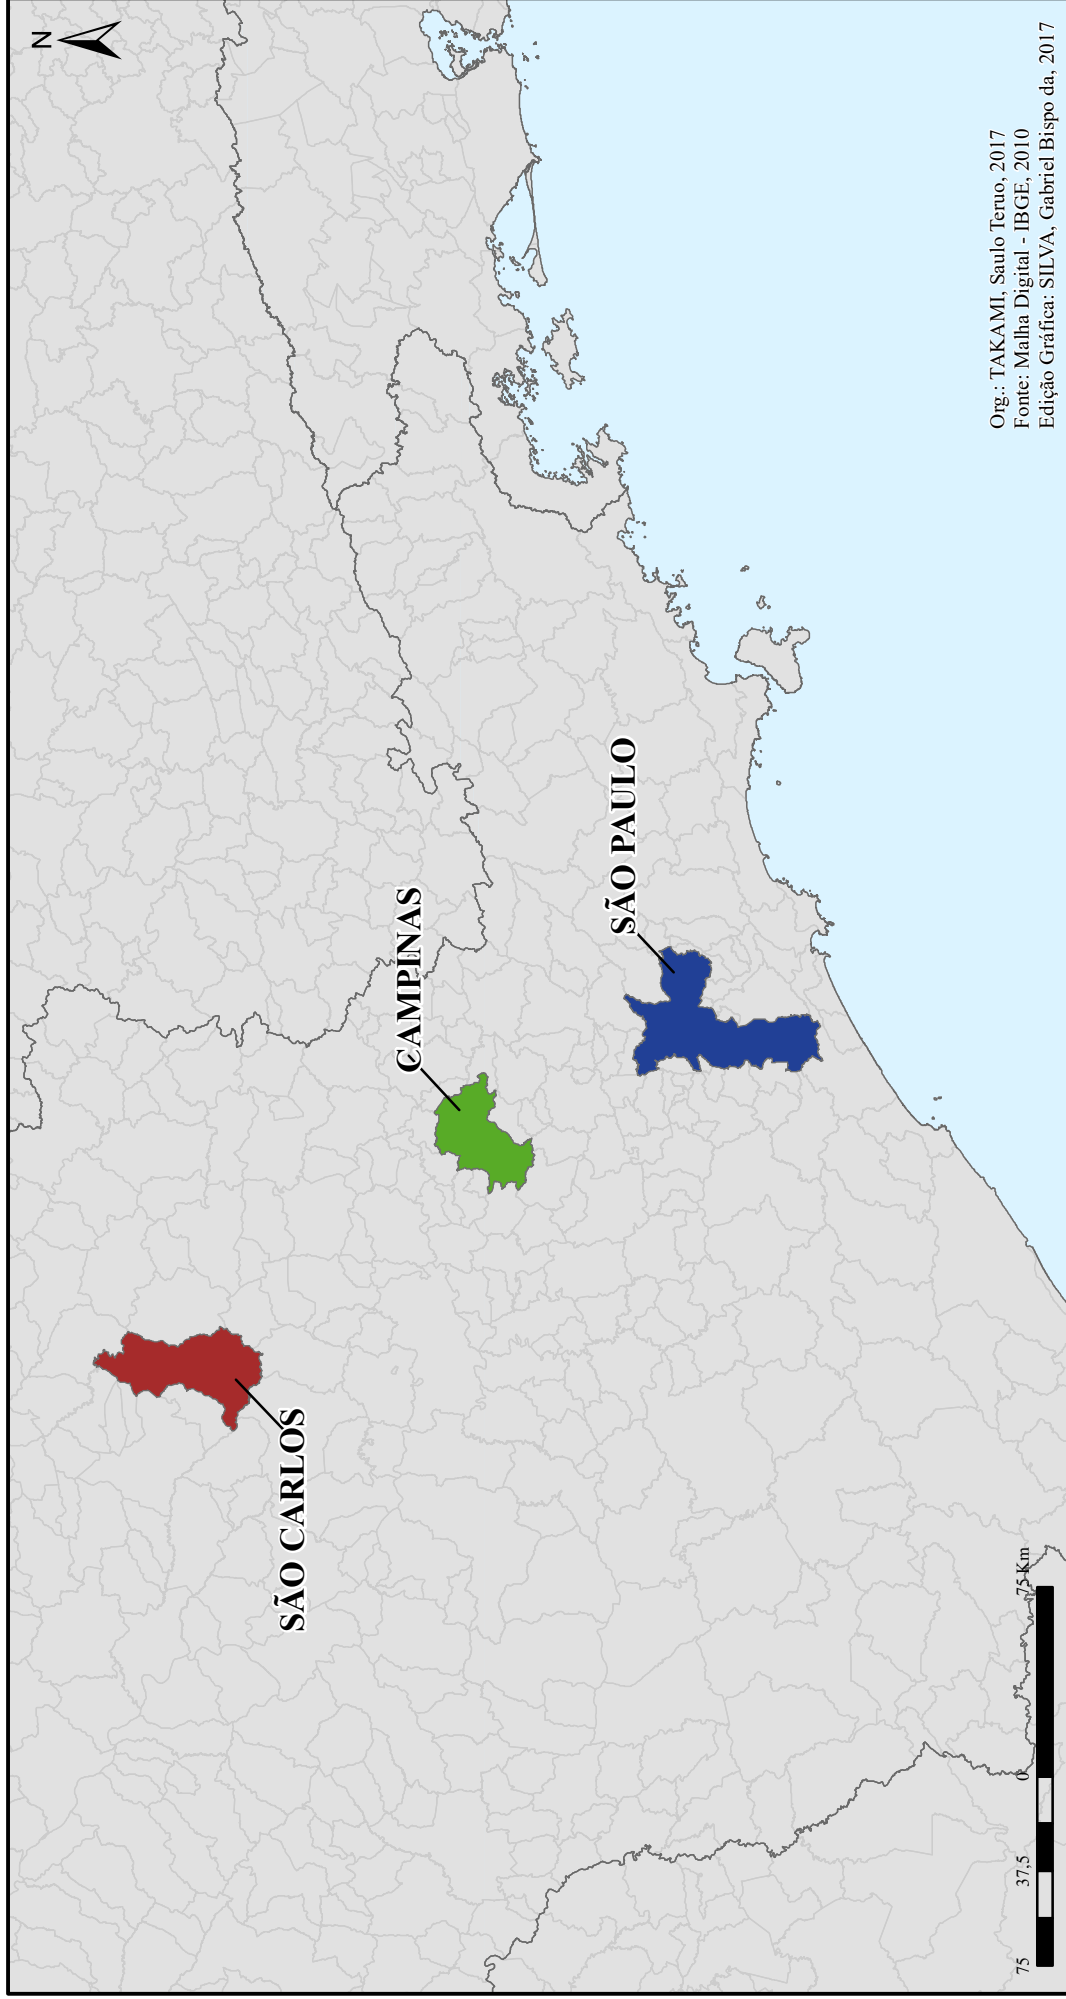 N
SÃO CARLOS
CAMPINAS
SÃO PAULO
75 37,5 0 75 Km
Org.: TAKAMI, Saulo Teruo, 2017
Fonte: Malha Digital - IBGE, 2010
Edição Gráfica: SILVA, Gabriel Bispo da, 2017